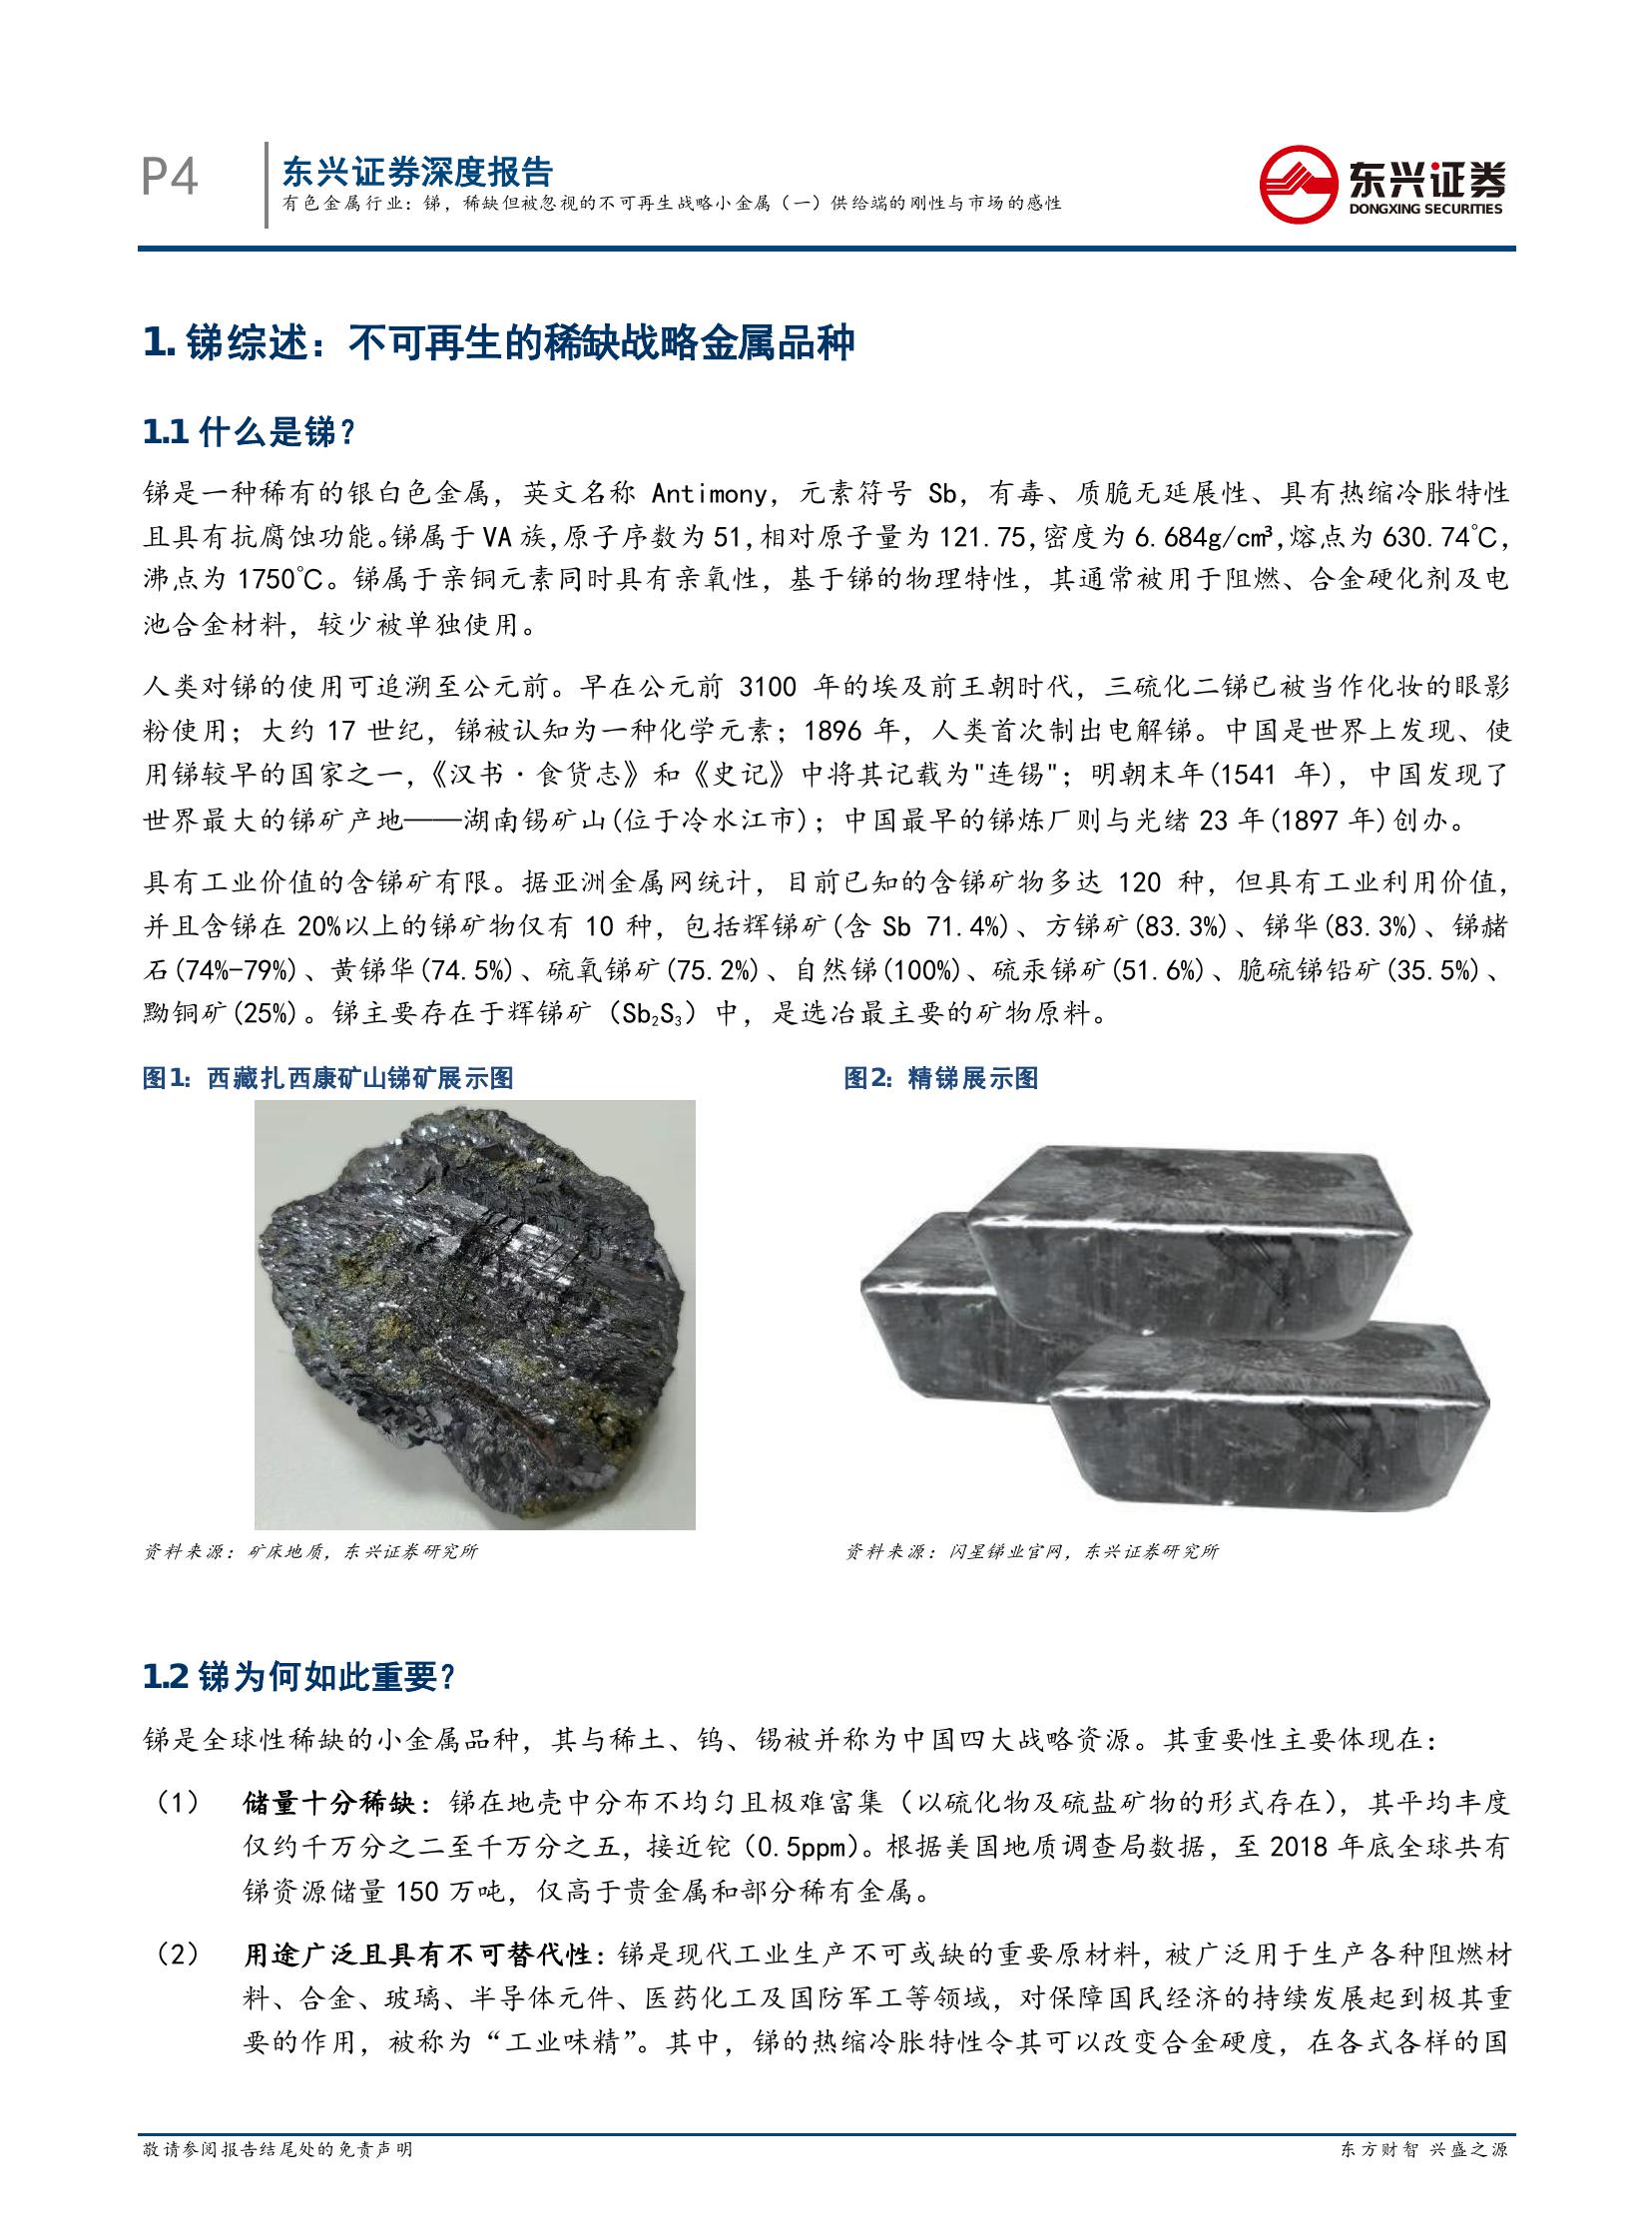 P4
东兴证券深度报告
有色金属行业：锑，稀缺但被忽视的不可再生战略小金属（一）供给端的刚性与市场的感性
东兴证券
DONGXING SECURITIES
1. 锑综述：不可再生的稀缺战略金属品种
1.1 什么是锑？
锑是一种稀有的银白色金属，英文名称 Antimony，元素符号 Sb，有毒、质脆无延展性、具有热缩冷胀特性
且具有抗腐蚀功能。锑属于 VA 族，原子序数为 51，相对原子量为 121.75，密度为 6.684g/cm³，熔点为 630.74℃，
沸点为 1750℃。锑属于亲铜元素同时具有亲氧性，基于锑的物理特性，其通常被用于阻燃、合金硬化剂及电
池合金材料，较少被单独使用。
人类对锑的使用可追溯至公元前。早在公元前 3100 年的埃及前王朝时代，三硫化二锑已被当作化妆的眼影
粉使用；大约 17 世纪，锑被认知为一种化学元素；1896 年，人类首次制出电解锑。中国是世界上发现、使
用锑较早的国家之一，《汉书·食货志》和《史记》中将其记载为"连锡"；明朝末年(1541 年)，中国发现了
世界最大的锑矿产地——湖南锡矿山(位于冷水江市)；中国最早的锑炼厂则与光绪 23 年(1897 年)创办。
具有工业价值的含锑矿有限。据亚洲金属网统计，目前已知的含锑矿物多达 120 种，但具有工业利用价值，
并且含锑在 20%以上的锑矿物仅有 10 种，包括辉锑矿(含 Sb 71.4%)、方锑矿(83.3%)、锑华(83.3%)、锑赭
石(74%-79%)、黄锑华(74.5%)、硫氧锑矿(75.2%)、自然锑(100%)、硫汞锑矿(51.6%)、脆硫锑铅矿(35.5%)、
黝铜矿(25%)。锑主要存在于辉锑矿（Sb₂S₃）中，是选冶最主要的矿物原料。
图1：西藏扎西康矿山锑矿展示图
图2：精锑展示图
资料来源：矿床地质，东兴证券研究所
资料来源：闪星锑业官网，东兴证券研究所
1.2 锑为何如此重要？
锑是全球性稀缺的小金属品种，其与稀土、钨、锡被并称为中国四大战略资源。其重要性主要体现在：
（1） 储量十分稀缺：锑在地壳中分布不均匀且极难富集（以硫化物及硫盐矿物的形式存在），其平均丰度
仅约千万分之二至千万分之五，接近铊（0.5ppm）。根据美国地质调查局数据，至 2018 年底全球共有
锑资源储量 150 万吨，仅高于贵金属和部分稀有金属。
（2） 用途广泛且具有不可替代性：锑是现代工业生产不可或缺的重要原材料，被广泛用于生产各种阻燃材
料、合金、玻璃、半导体元件、医药化工及国防军工等领域，对保障国民经济的持续发展起到极其重
要的作用，被称为“工业味精”。其中，锑的热缩冷胀特性令其可以改变合金硬度，在各式各样的国
敬请参阅报告结尾处的免责声明
东方财智 兴盛之源